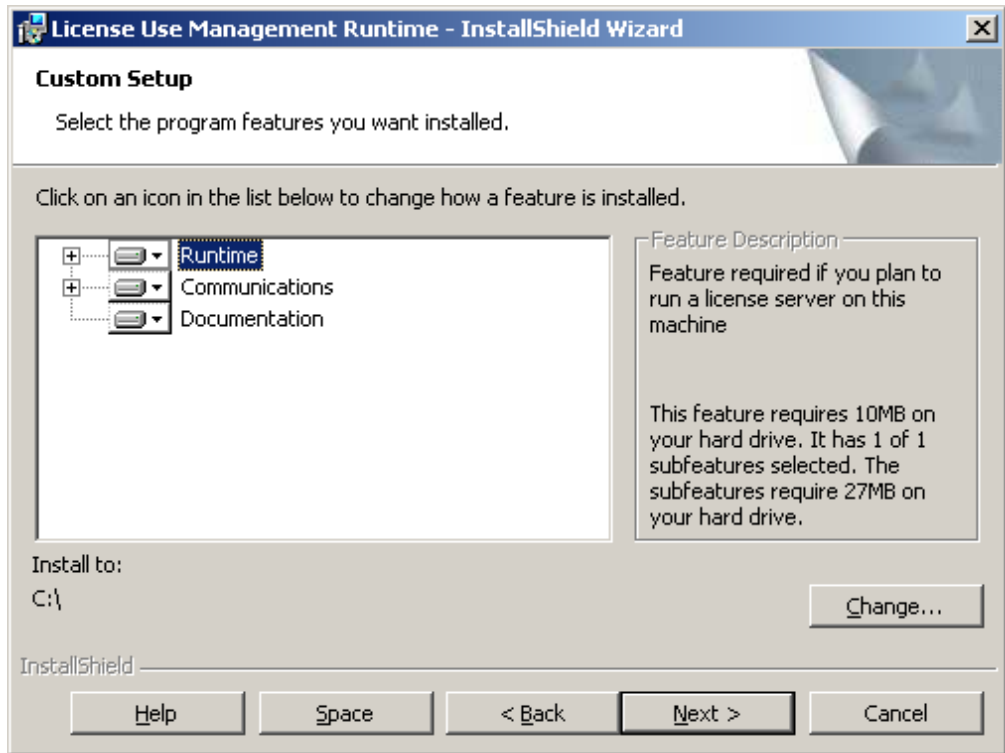 License Use Management Runtime - InstallShield Wizard
Custom Setup
Select the program features you want installed.
Click on an icon in the list below to change how a feature is installed.
Runtime
Communications
Documentation
Feature Description
Feature required if you plan to
run a license server on this
machine
This feature requires 10MB on
your hard drive. It has 1 of 1
subfeatures selected. The
subfeatures require 27MB on
your hard drive.
Install to:
C:\
Change...
InstallShield
Help
Space
< Back
Next >
Cancel